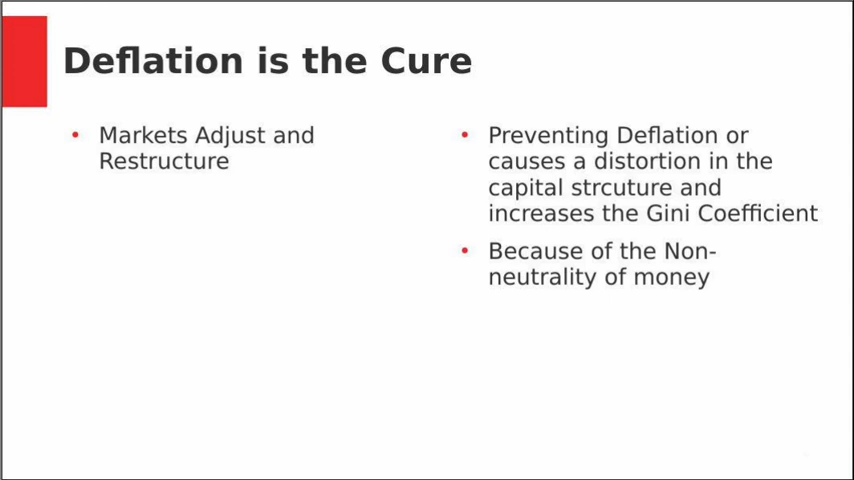 Deflation is the Cure
• Markets Adjust and
Restructure
• Preventing Deflation or
causes a distortion in the
capital strcuture and
increases the Gini Coefficient
• Because of the Non-
neutrality of money